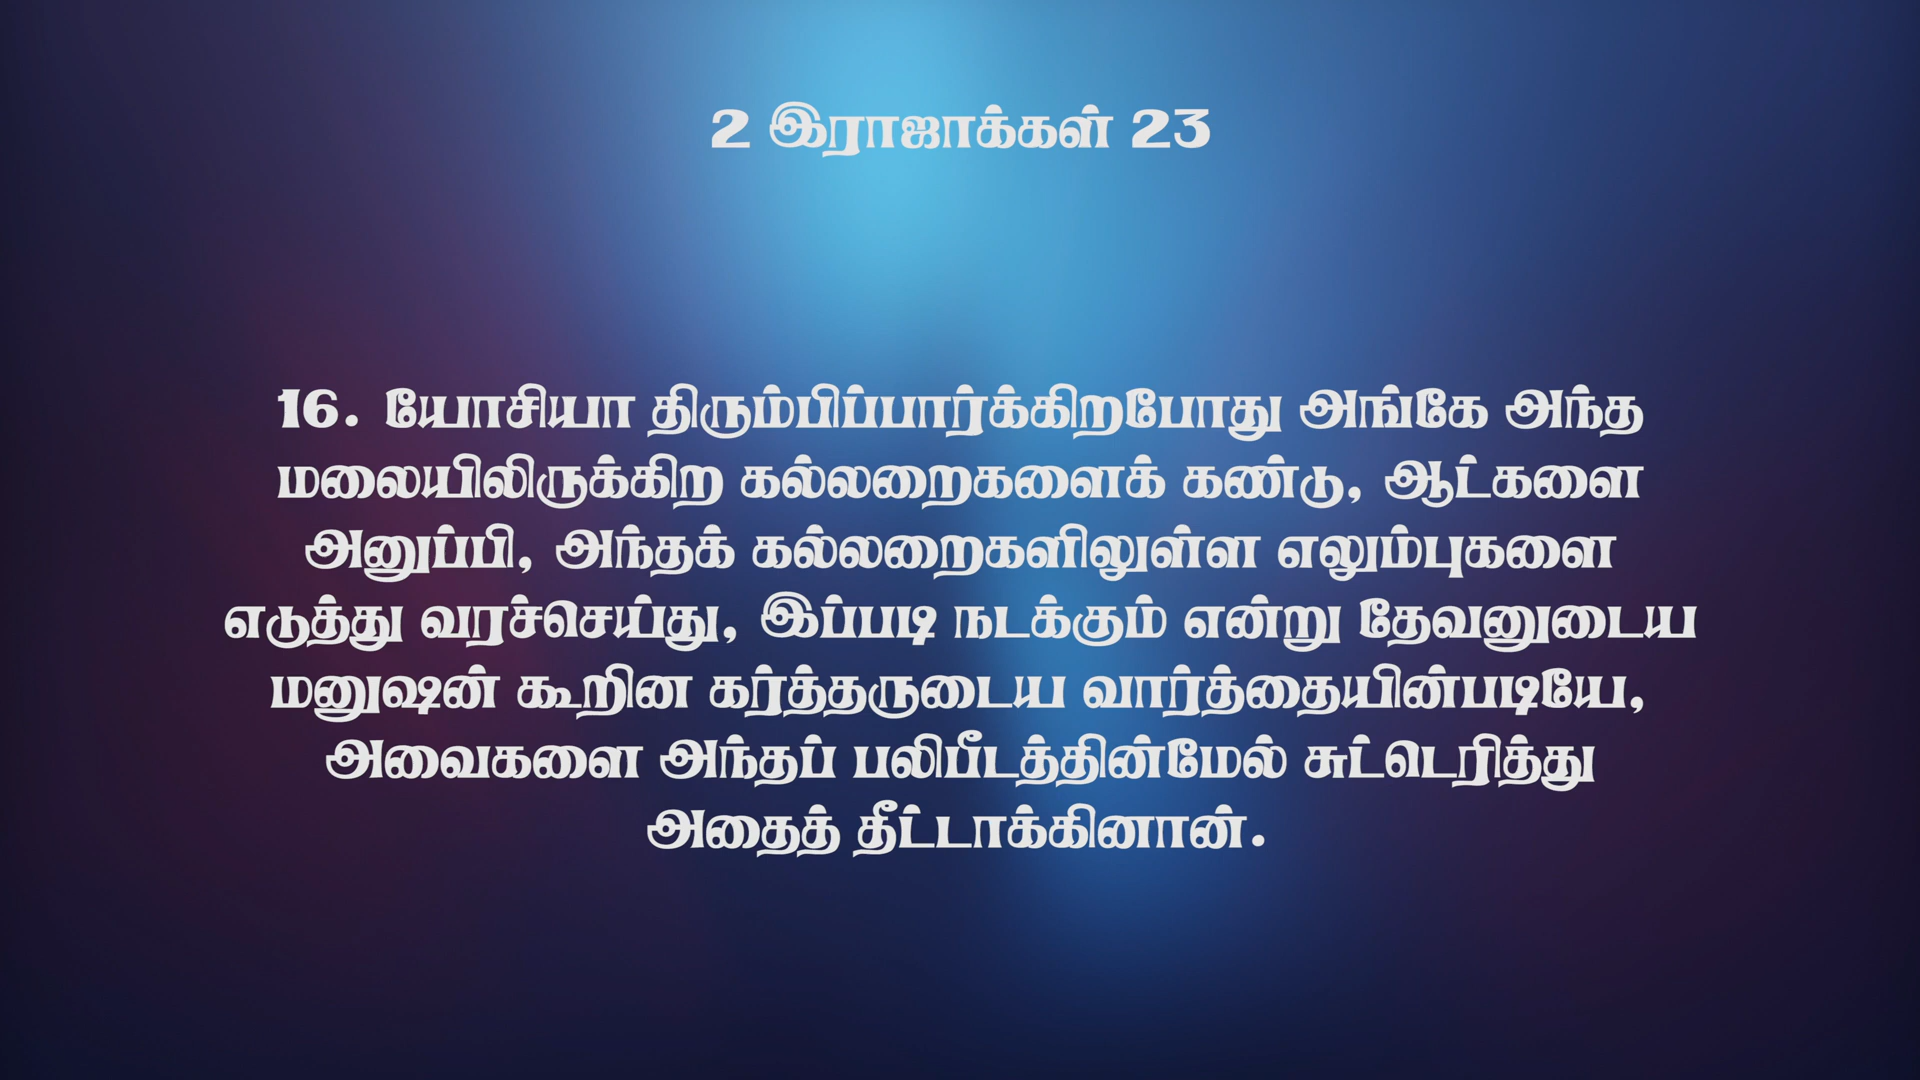 2 இராஜாக்கள் 23
16. யோசியா திரும்பிப்பார்க்கிறபோது அங்கே அந்த
மலையிலிருக்கிற கல்லறைகளைக் கண்டு, ஆட்களை
அனுப்பி, அந்தக் கல்லறைகளிலுள்ள எலும்புகளை
எடுத்து வரச்செய்து, இப்படி நடக்கும் என்று தேவனுடைய
மனுஷன் கூறின கர்த்தருடைய வார்த்தையின்படியே,
அவைகளை அந்தப் பலிபீடத்தின்மேல் சுட்டெரித்து
அதைத் தீட்டாக்கினான்.